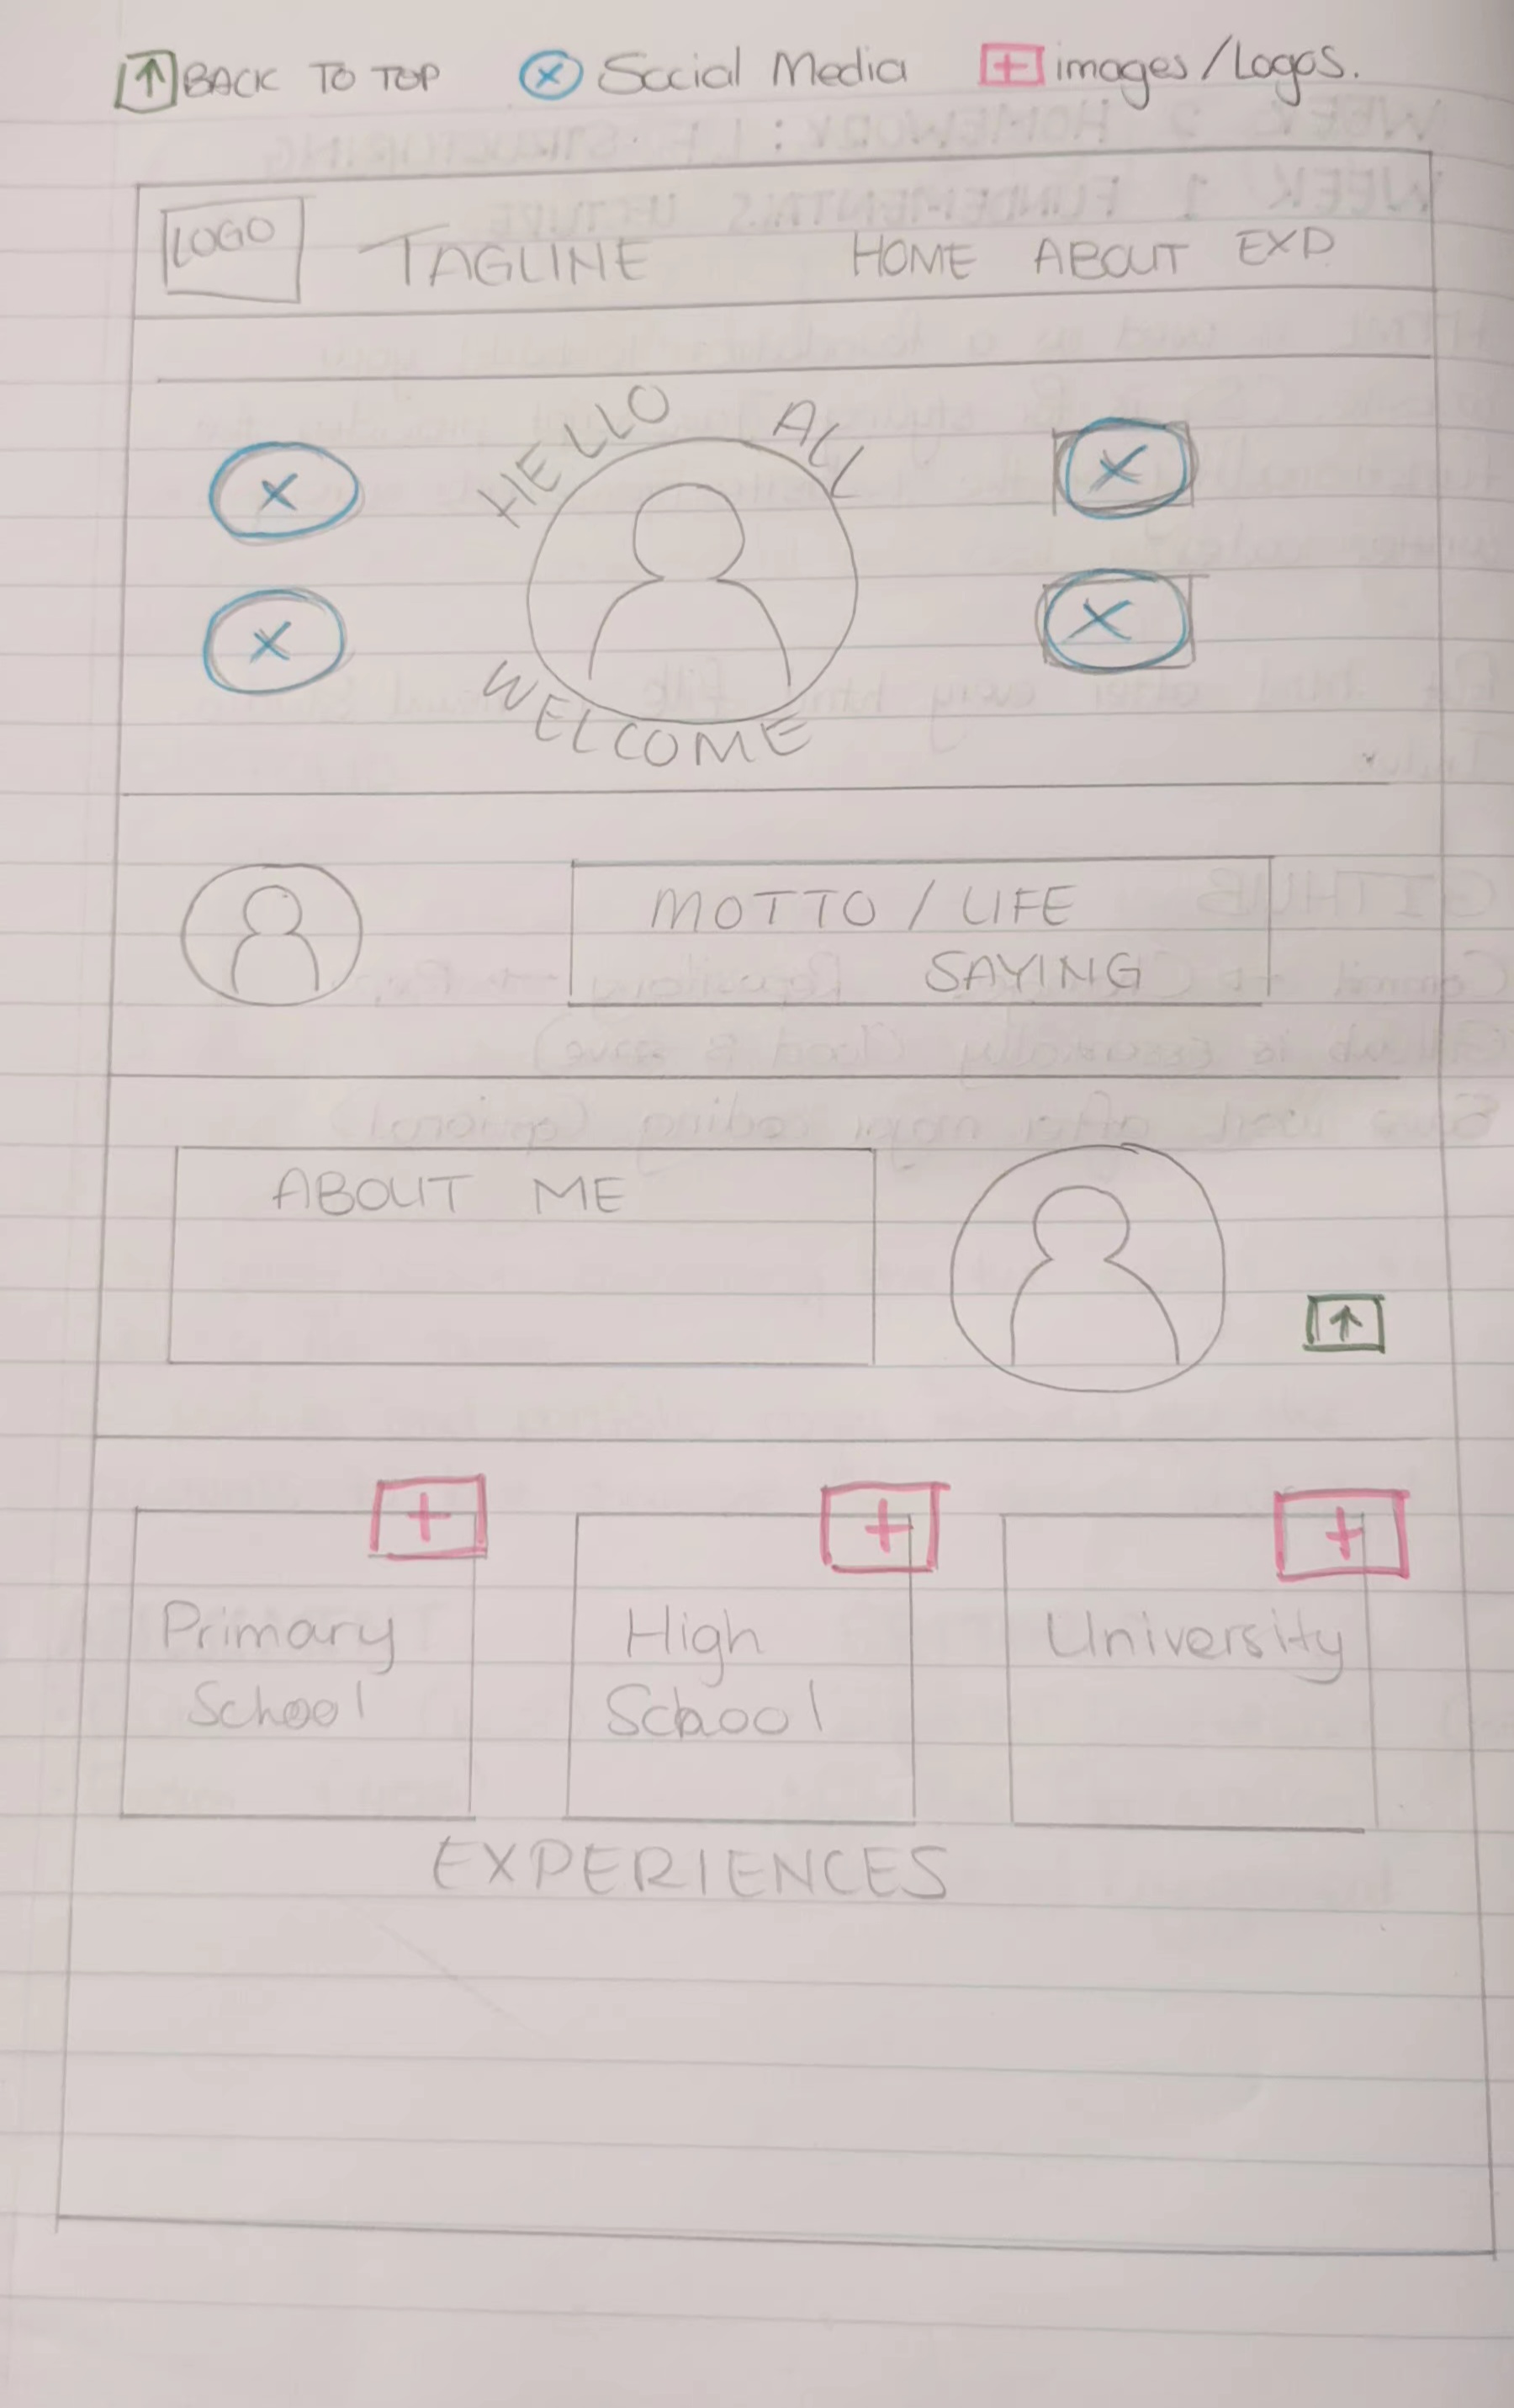 ↑ BACK TO TOP x Social Media + images/Logos.
LOGO TAGLINE HOME ABOUT EXP
HELLO ALL
x x
x x
WELCOME
MOTTO / LIFE
SAYING
ABOUT ME
↑
+ + +
Primary High University
School School
EXPERIENCES